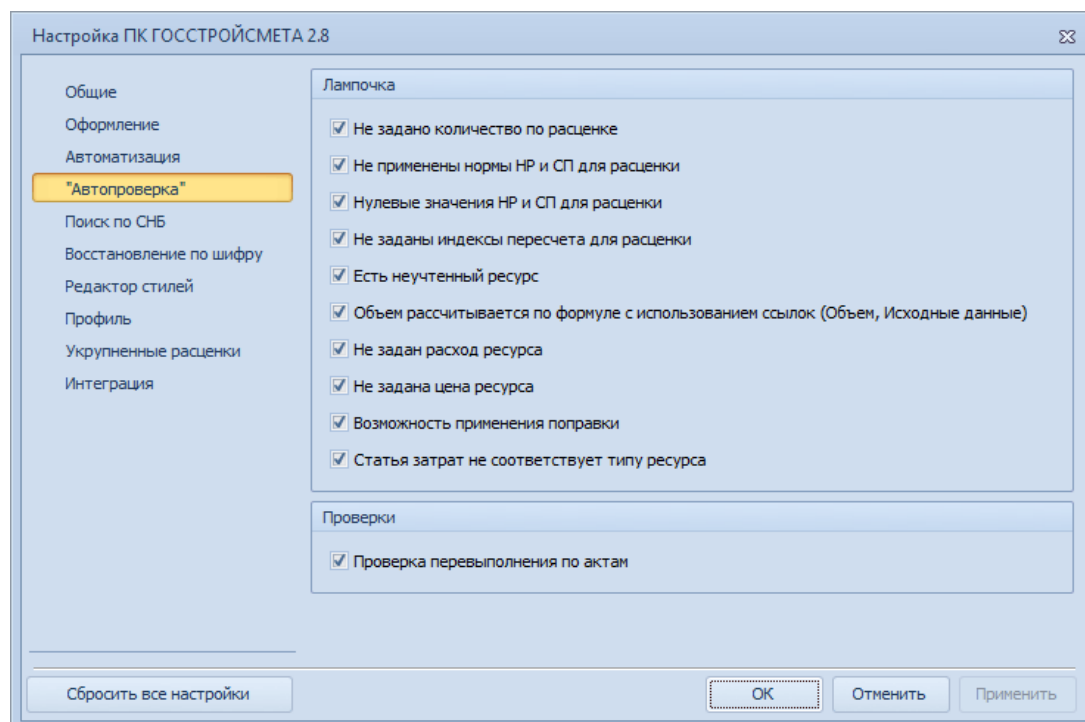 Настройка ПК ГОССТРОЙСМЕТА 2.8
Общие
Оформление
Автоматизация
"Автопроверка"
Поиск по СНБ
Восстановление по шифру
Редактор стилей
Профиль
Укрупненные расценки
Интеграция
Лампочка
Не задано количество по расценке
Не применены нормы НР и СП для расценки
Нулевые значения НР и СП для расценки
Не заданы индексы пересчета для расценки
Есть неучтенный ресурс
Объем рассчитывается по формуле с использованием ссылок (Объем, Исходные данные)
Не задан расход ресурса
Не задана цена ресурса
Возможность применения поправки
Статья затрат не соответствует типу ресурса
Проверки
Проверка перевыполнения по актам
Сбросить все настройки
ОК
Отменить
Применить